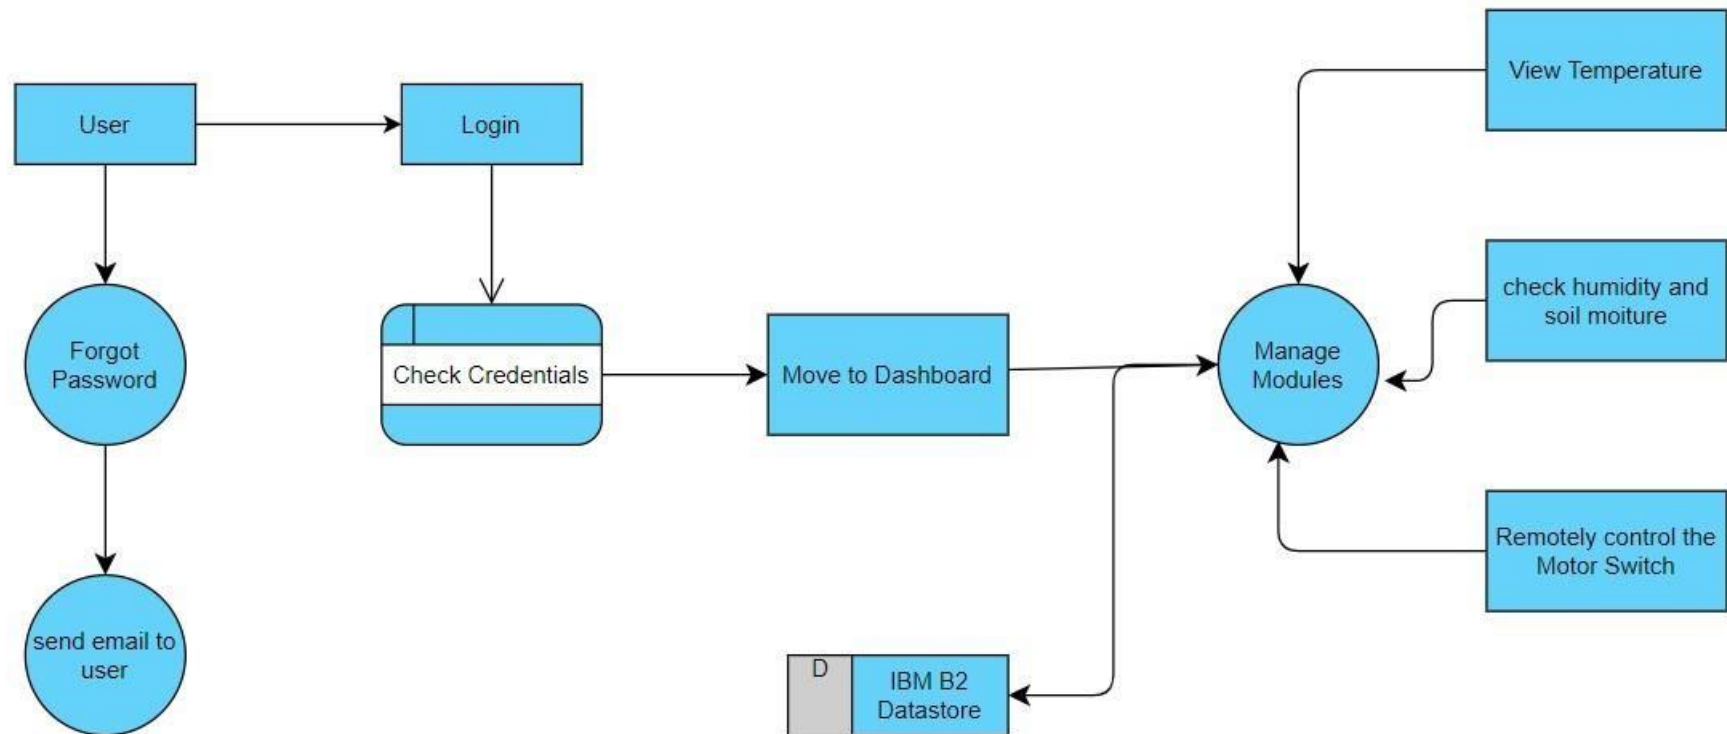 User
Login
View Temperature
check humidity and
soil moiture
Forgot
Password
Check Credentials
Move to Dashboard
Manage
Modules
Remotely control the
Motor Switch
send email to
user
D
IBM B2
Datastore